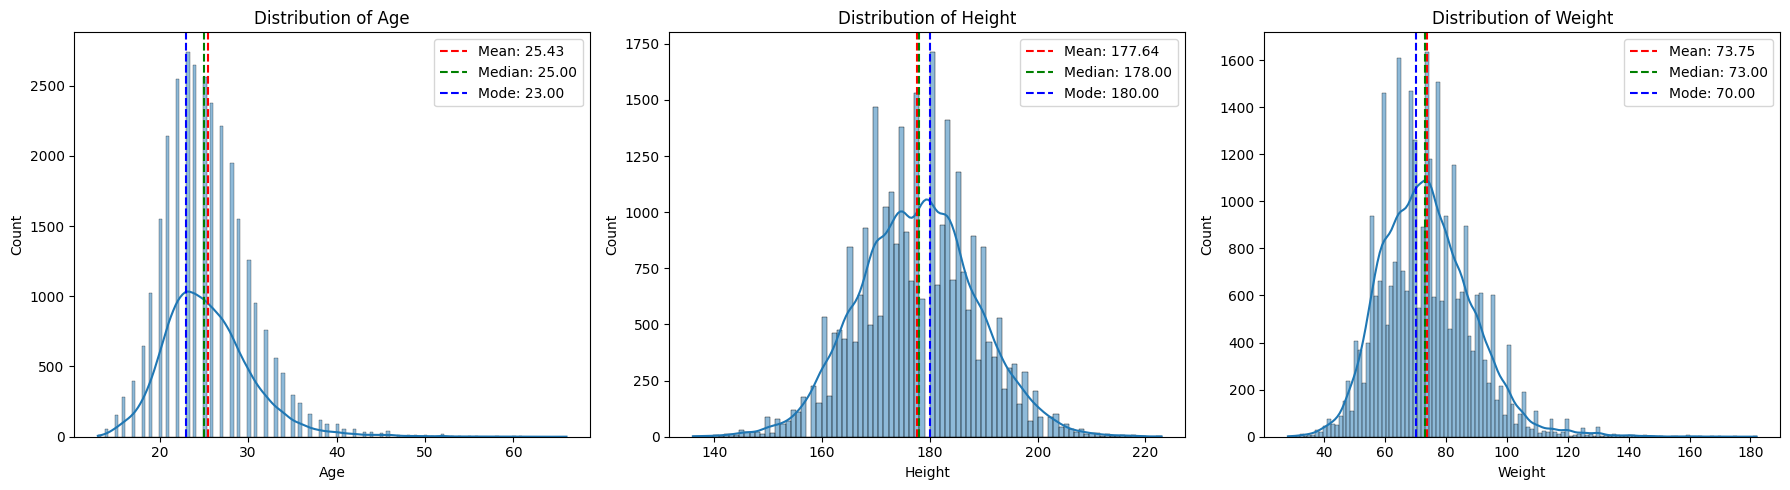 Distribution of Age
Mean: 25.43
Median: 25.00
Mode: 23.00
Count
2500
2000
1500
1000
500
0
20
30
40
50
60
Age
Distribution of Height
Mean: 177.64
Median: 178.00
Mode: 180.00
Count
1750
1500
1250
1000
750
500
250
0
140
160
180
200
220
Height
Distribution of Weight
Mean: 73.75
Median: 73.00
Mode: 70.00
Count
1600
1400
1200
1000
800
600
400
200
0
40
60
80
100
120
140
160
180
Weight